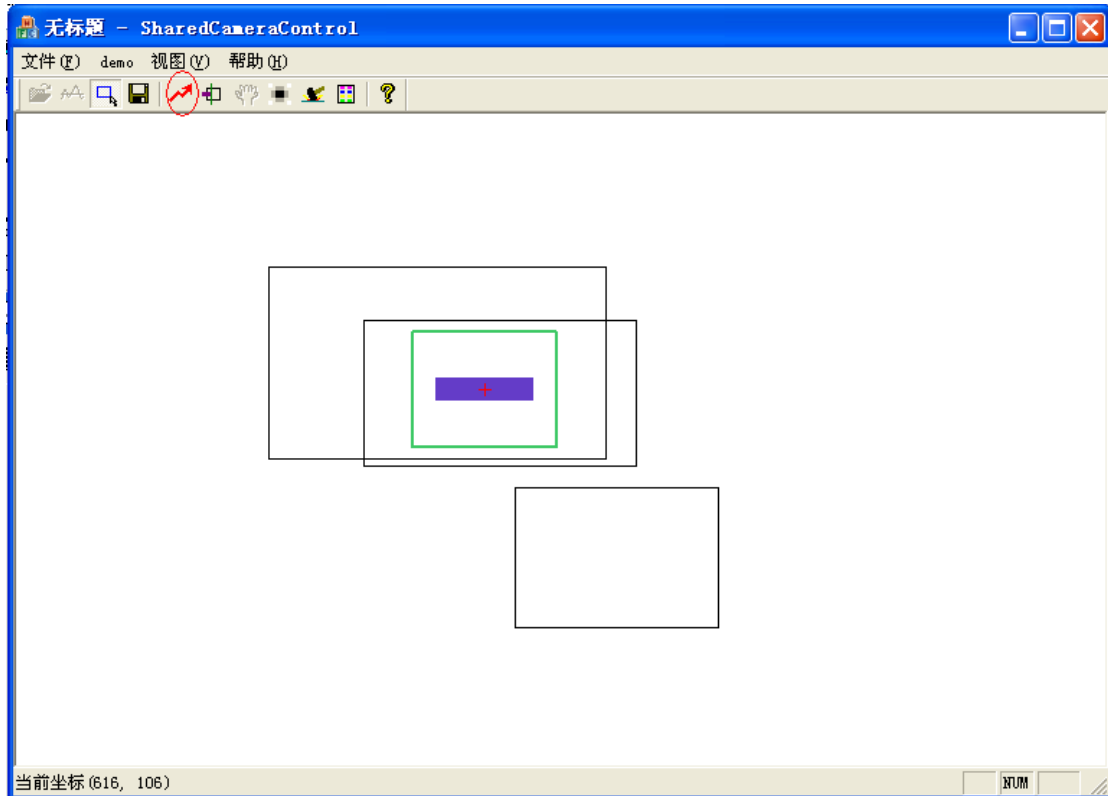 无标题 - SharedCameraControl
文件(F) demo 视图(V) 帮助(H)
当前坐标(616, 106)
NUM